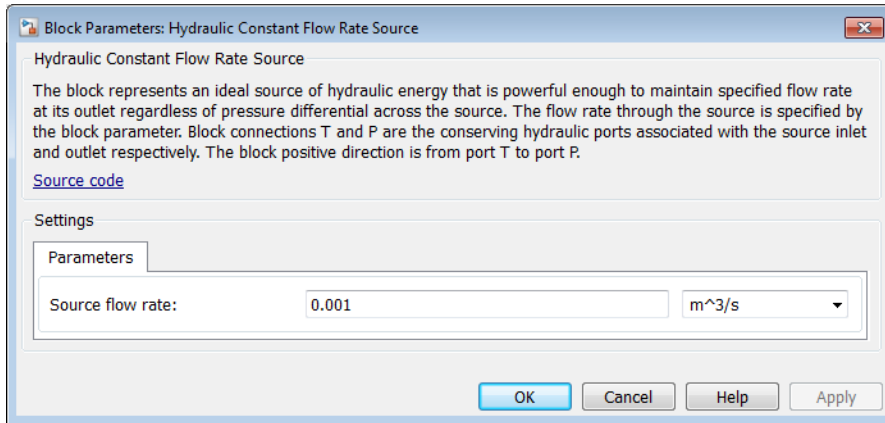 Block Parameters: Hydraulic Constant Flow Rate Source
Hydraulic Constant Flow Rate Source
The block represents an ideal source of hydraulic energy that is powerful enough to maintain specified flow rate
at its outlet regardless of pressure differential across the source. The flow rate through the source is specified by
the block parameter. Block connections T and P are the conserving hydraulic ports associated with the source inlet
and outlet respectively. The block positive direction is from port T to port P.
Source code
Settings
Parameters
Source flow rate: 0.001 m^3/s
OK Cancel Help Apply